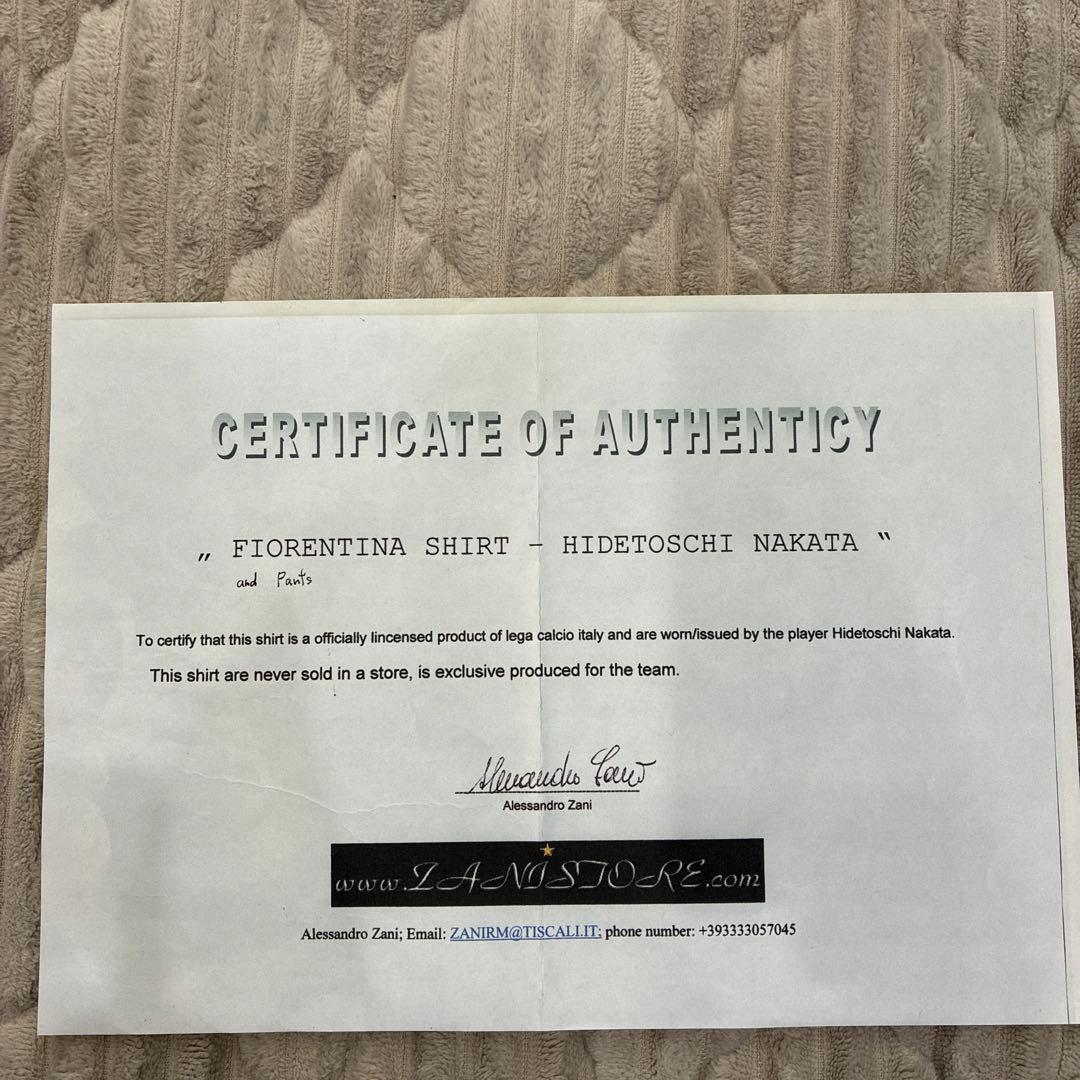 CERTIFICATE OF AUTHENTICY
„ FIORENTINA SHIRT - HIDETOSCHI NAKATA “
and Pants
To certify that this shirt is a officially lincensed product of lega calcio italy and are worn/issued by the player Hidetoschi Nakata.
This shirt are never sold in a store, is exclusive produced for the team.
Alessandro Zani
Alessandro Zani
www.ZANISTORE.com
Alessandro Zani; Email: ZANIRM@TISCALI.IT; phone number: +393333057045